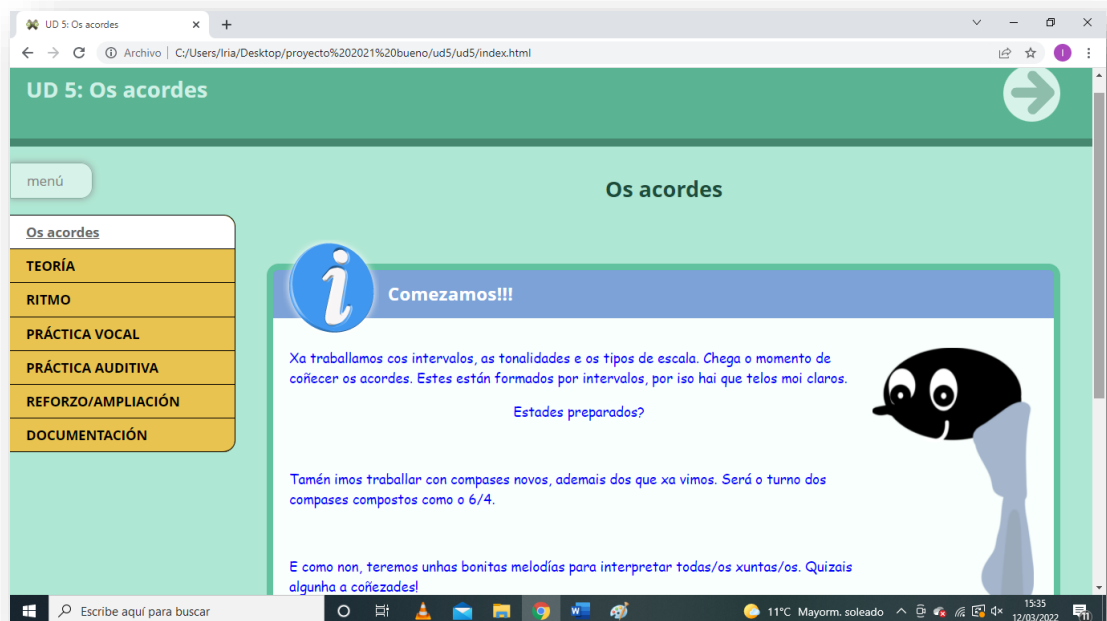 UD 5: Os acordes
Archivo | C:/Users/Iria/Desktop/proyecto%202021%20bueno/ud5/ud5/index.html
I
UD 5: Os acordes
menú
Os acordes
TEORÍA
RITMO
PRÁCTICA VOCAL
PRÁCTICA AUDITIVA
REFORZO/AMPLIACIÓN
DOCUMENTACIÓN
Os acordes
i
Comezamos!!!
Xa traballamos cos intervalos, as tonalidades e os tipos de escala. Chega o momento de
coñecer os acordes. Estes están formados por intervalos, por iso hai que telos moi claros.
Estades preparados?
Tamén imos traballar con compases novos, ademais dos que xa vimos. Será o turno dos
compases compostos como o 6/4.
E como non, teremos unhas bonitas melodías para interpretar todas/os xuntas/os. Quizais
algunha a coñezades!
Escribe aquí para buscar
W
11°C Mayorm. soleado
15:35
12/03/2022
11